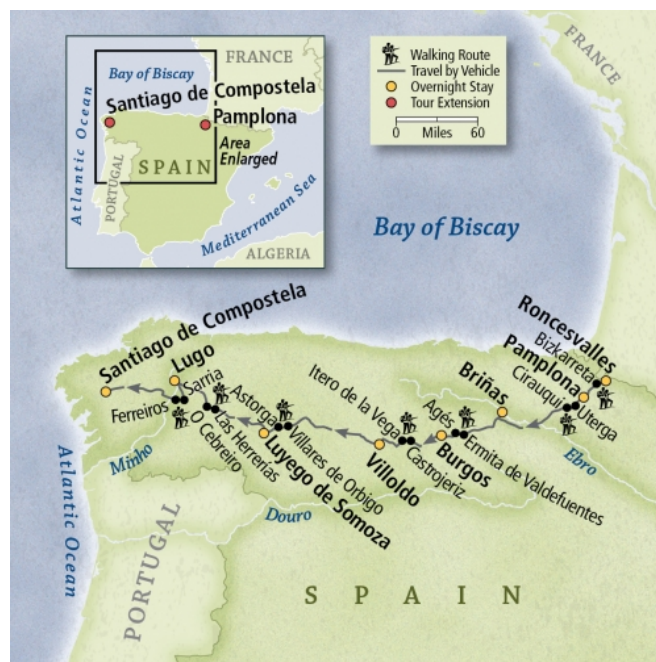 FRANCE
Bay of Biscay
Santiago de Compostela
Pamplona
Area
Enlarged
SPAIN
PORTUGAL
Atlantic Ocean
Mediterranean Sea
ALGERIA
Walking Route
Travel by Vehicle
Overnight Stay
Tour Extension
0 Miles 60
FRANCE
Bay of Biscay
Santiago de Compostela
Lugo
Sarria
Ferreiros
O Cebreiro
Las Herrerias
Astorga
Villares de Orbigo
Luyego de Somoza
Itero de la Vega
Villoldo
Castrojeriz
Burgos
Agés
Ermita de Valdefuentes
Briñas
Roncesvalles
Bizkarreta
Pamplona
Cirauqui
Uterga
Ebro
Minho
Douro
Atlantic Ocean
PORTUGAL
SPAIN